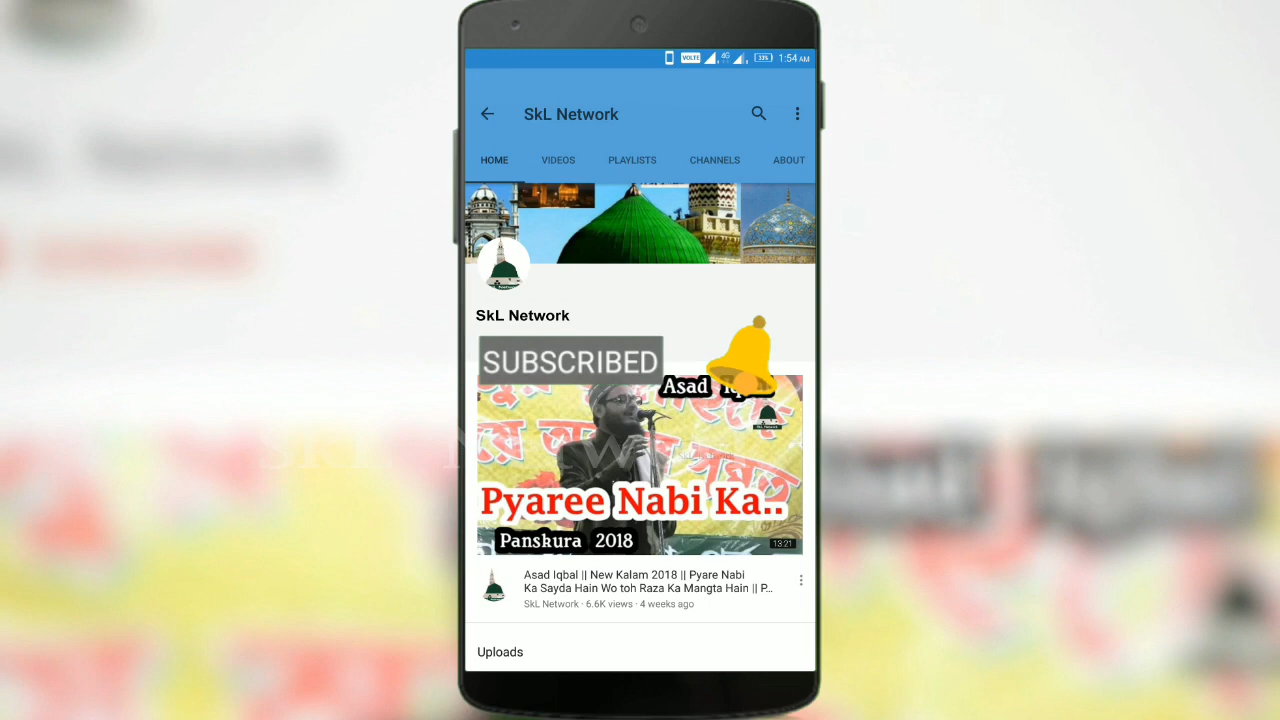 VOLTE 4G 33% 1:54 AM
SkL Network
HOME VIDEOS PLAYLISTS CHANNELS ABOUT
SkL Network
SUBSCRIBED
Asad
SkL Network
Pyaree Nabi Ka..
Panskura 2018
13:21
Asad Iqbal || New Kalam 2018 || Pyare Nabi
Ka Sayda Hain Wo toh Raza Ka Mangta Hain || P...
SkL Network · 6.6K views · 4 weeks ago
Uploads